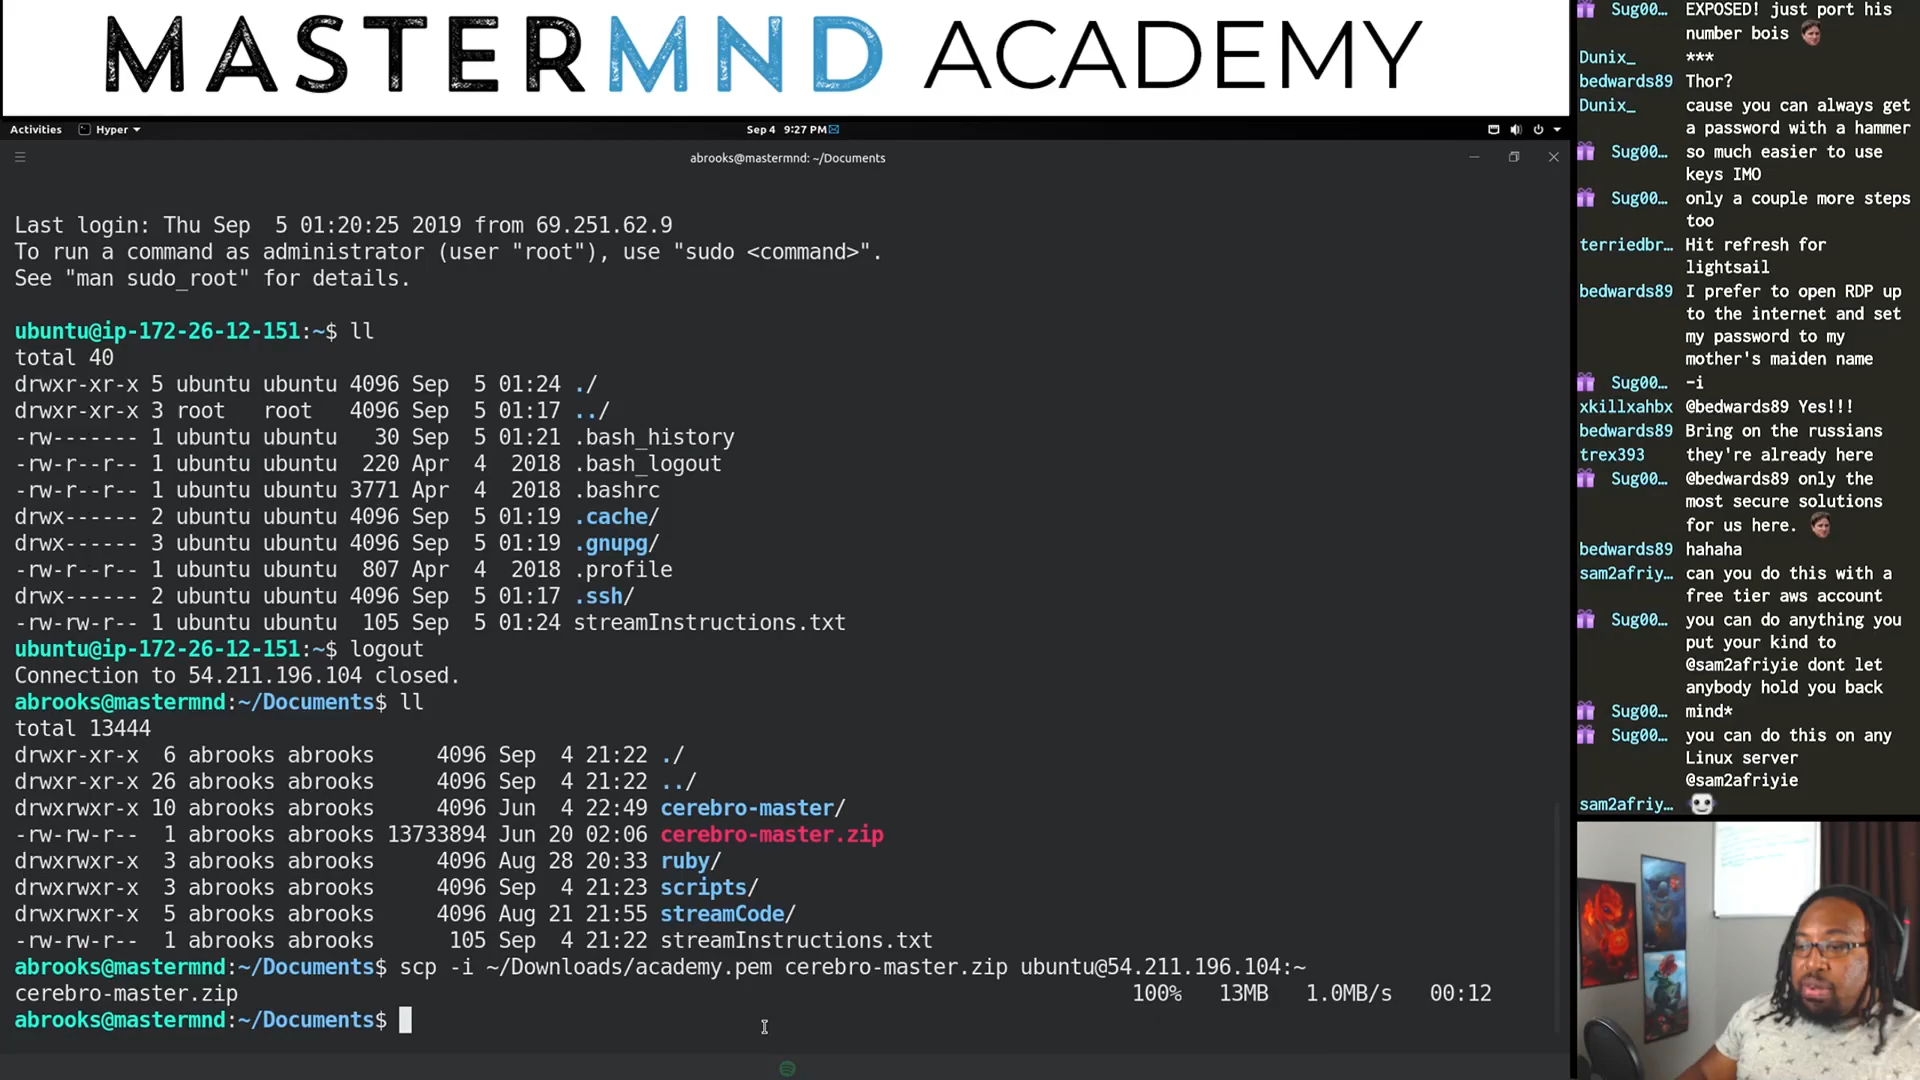 MASTERMND ACADEMY
Activities Hyper Sep 4 9:27 PM
abrooks@mastermnd: ~/Documents
Last login: Thu Sep  5 01:20:25 2019 from 69.251.62.9
To run a command as administrator (user "root"), use "sudo <command>".
See "man sudo_root" for details.
ubuntu@ip-172-26-12-151:~$ ll
total 40
drwxr-xr-x 5 ubuntu ubuntu 4096 Sep  5 01:24 ./
drwxr-xr-x 3 root   root   4096 Sep  5 01:17 ../
-rw------- 1 ubuntu ubuntu   30 Sep  5 01:21 .bash_history
-rw-r--r-- 1 ubuntu ubuntu  220 Apr  4  2018 .bash_logout
-rw-r--r-- 1 ubuntu ubuntu 3771 Apr  4  2018 .bashrc
drwx------ 2 ubuntu ubuntu 4096 Sep  5 01:19 .cache/
drwx------ 3 ubuntu ubuntu 4096 Sep  5 01:19 .gnupg/
-rw-r--r-- 1 ubuntu ubuntu  807 Apr  4  2018 .profile
drwx------ 2 ubuntu ubuntu 4096 Sep  5 01:17 .ssh/
-rw-rw-r-- 1 ubuntu ubuntu  105 Sep  5 01:24 streamInstructions.txt
ubuntu@ip-172-26-12-151:~$ logout
Connection to 54.211.196.104 closed.
abrooks@mastermnd:~/Documents$ ll
total 13444
drwxr-xr-x  6 abrooks abrooks     4096 Sep  4 21:22 ./
drwxr-xr-x 26 abrooks abrooks     4096 Sep  4 21:22 ../
drwxrwxr-x 10 abrooks abrooks     4096 Jun  4 22:49 cerebro-master/
-rw-rw-r--  1 abrooks abrooks 13733894 Jun 20 02:06 cerebro-master.zip
drwxrwxr-x  3 abrooks abrooks     4096 Aug 28 20:33 ruby/
drwxrwxr-x  3 abrooks abrooks     4096 Sep  4 21:23 scripts/
drwxrwxr-x  5 abrooks abrooks     4096 Aug 21 21:55 streamCode/
-rw-rw-r--  1 abrooks abrooks      105 Sep  4 21:22 streamInstructions.txt
abrooks@mastermnd:~/Documents$ scp -i ~/Downloads/academy.pem cerebro-master.zip ubuntu@54.211.196.104:~
cerebro-master.zip 100% 13MB 1.0MB/s 00:12
abrooks@mastermnd:~/Documents$
Sug00… EXPOSED! just port his
number bois
Dunix_ ***
bedwards89 Thor?
Dunix_ cause you can always get
a password with a hammer
Sug00… so much easier to use
keys IMO
Sug00… only a couple more steps
too
terriedbr… Hit refresh for
lightsail
bedwards89 I prefer to open RDP up
to the internet and set
my password to my
mother's maiden name
Sug00… -i
xkillxahbx @bedwards89 Yes!!!
bedwards89 Bring on the russians
trex393 they're already here
Sug00… @bedwards89 only the
most secure solutions
for us here.
bedwards89 hahaha
sam2afriy… can you do this with a
free tier aws account
Sug00… you can do anything you
put your kind to
@sam2afriyie dont let
anybody hold you back
Sug00… mind*
Sug00… you can do this on any
Linux server
@sam2afriyie
sam2afriy…